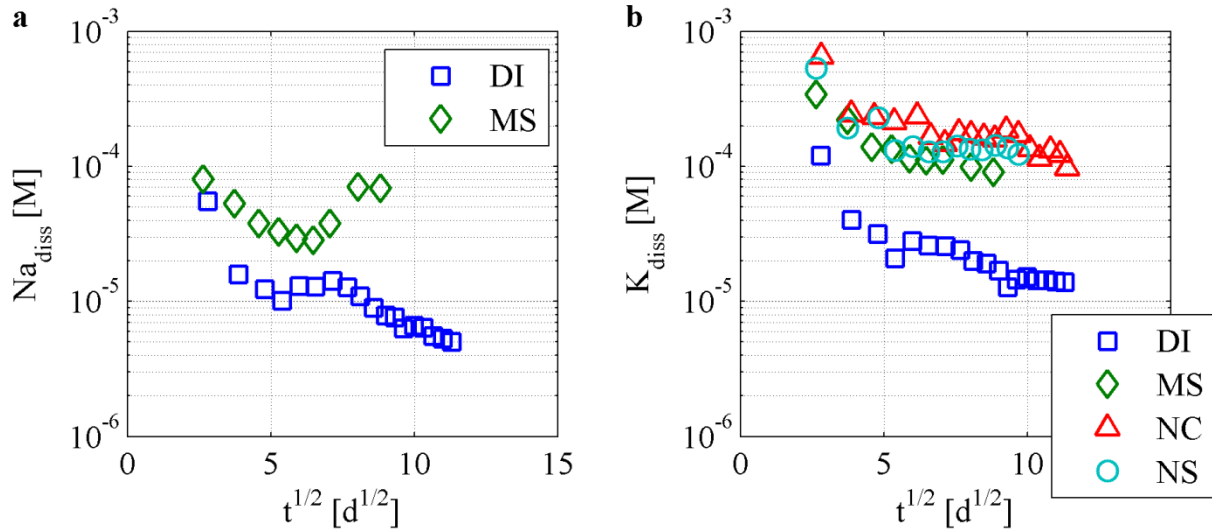 a
10^-3
10^-4
10^-5
10^-6
Na_diss [M]
0
5
10
15
t^1/2 [d^1/2]
DI
MS
b
10^-3
10^-4
10^-5
10^-6
K_diss [M]
0
5
10
t^1/2 [d^1/2]
DI
MS
NC
NS